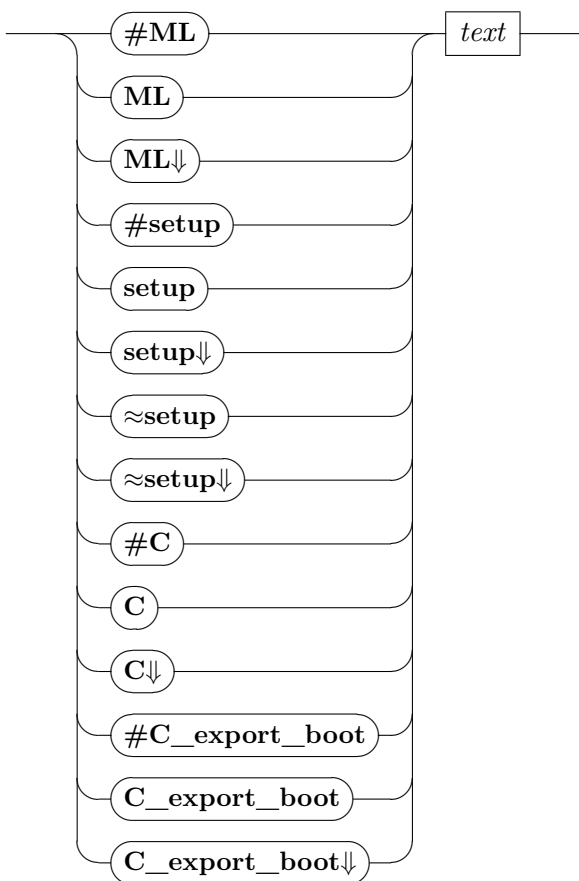 #ML text
ML
ML⇓
#setup
setup
setup⇓
≈setup
≈setup⇓
#C
C
C⇓
#C_export_boot
C_export_boot
C_export_boot⇓